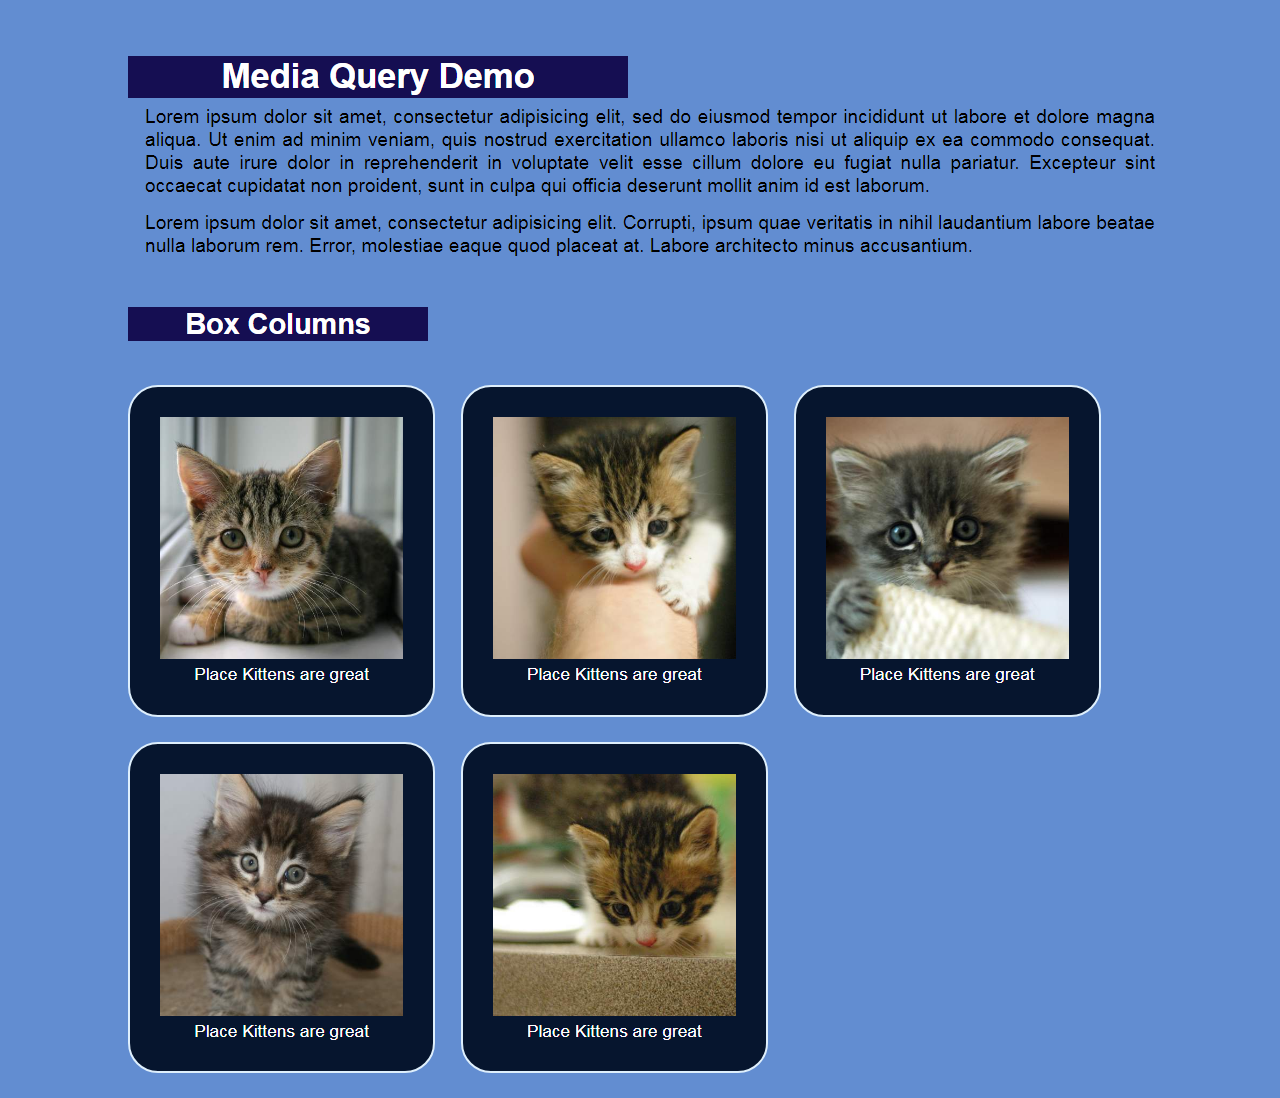 Media Query Demo
Lorem ipsum dolor sit amet, consectetur adipisicing elit, sed do eiusmod tempor incididunt ut labore et dolore magna
aliqua. Ut enim ad minim veniam, quis nostrud exercitation ullamco laboris nisi ut aliquip ex ea commodo consequat.
Duis aute irure dolor in reprehenderit in voluptate velit esse cillum dolore eu fugiat nulla pariatur. Excepteur sint
occaecat cupidatat non proident, sunt in culpa qui officia deserunt mollit anim id est laborum.
Lorem ipsum dolor sit amet, consectetur adipisicing elit. Corrupti, ipsum quae veritatis in nihil laudantium labore beatae
nulla laborum rem. Error, molestiae eaque quod placeat at. Labore architecto minus accusantium.
Box Columns
Place Kittens are great
Place Kittens are great
Place Kittens are great
Place Kittens are great
Place Kittens are great